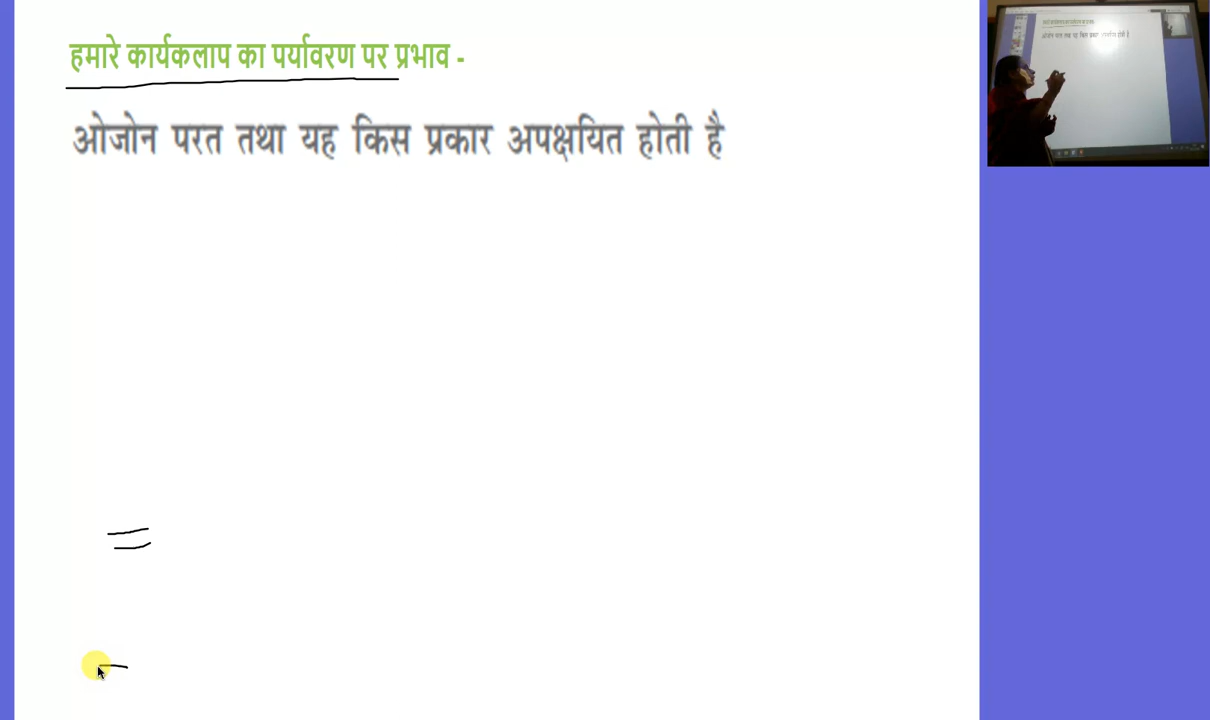 हमारे कार्यकलाप का पर्यावरण पर प्रभाव -
ओजोन परत तथा यह किस प्रकार अपक्षयित होती है